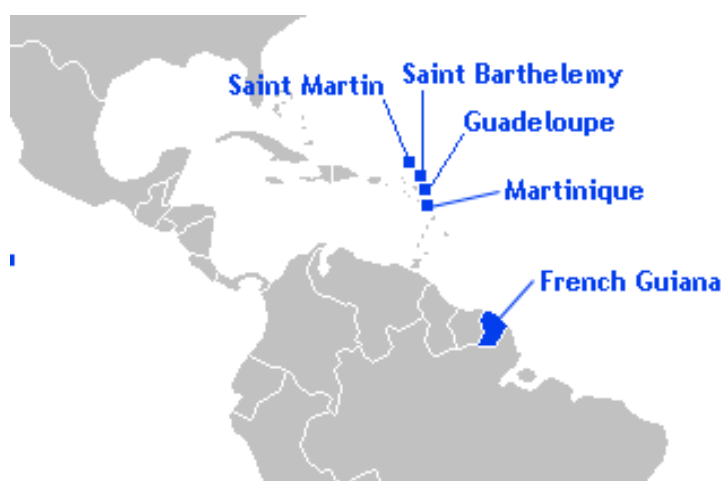 Saint Martin
Saint Barthelemy
Guadeloupe
Martinique
French Guiana